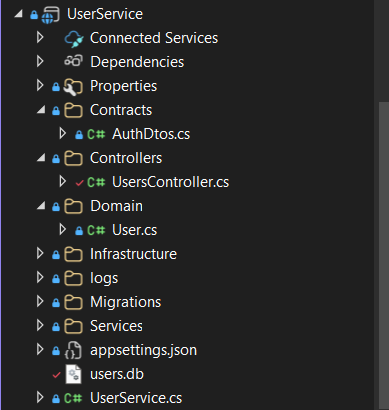 UserService
Connected Services
Dependencies
Properties
Contracts
C# AuthDtos.cs
Controllers
C# UsersController.cs
Domain
C# User.cs
Infrastructure
logs
Migrations
Services
appsettings.json
users.db
C# UserService.cs